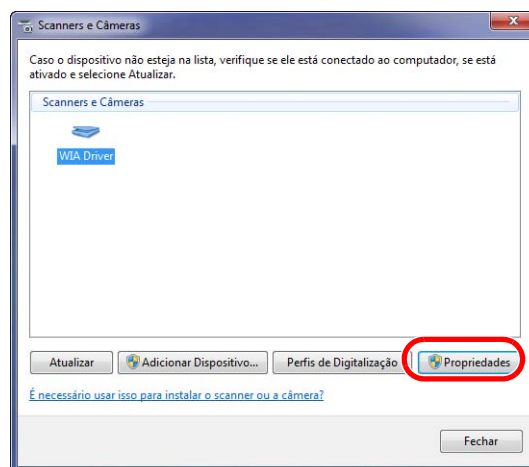 Scanners e Câmeras
Caso o dispositivo não esteja na lista, verifique se ele está conectado ao computador, se está
ativado e selecione Atualizar.
Scanners e Câmeras
WIA Driver
Atualizar Adicionar Dispositivo... Perfis de Digitalização Propriedades
É necessário usar isso para instalar o scanner ou a câmera?
Fechar